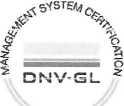 MANAGEMENT SYSTEM CERTIFICATION
DNV·GL